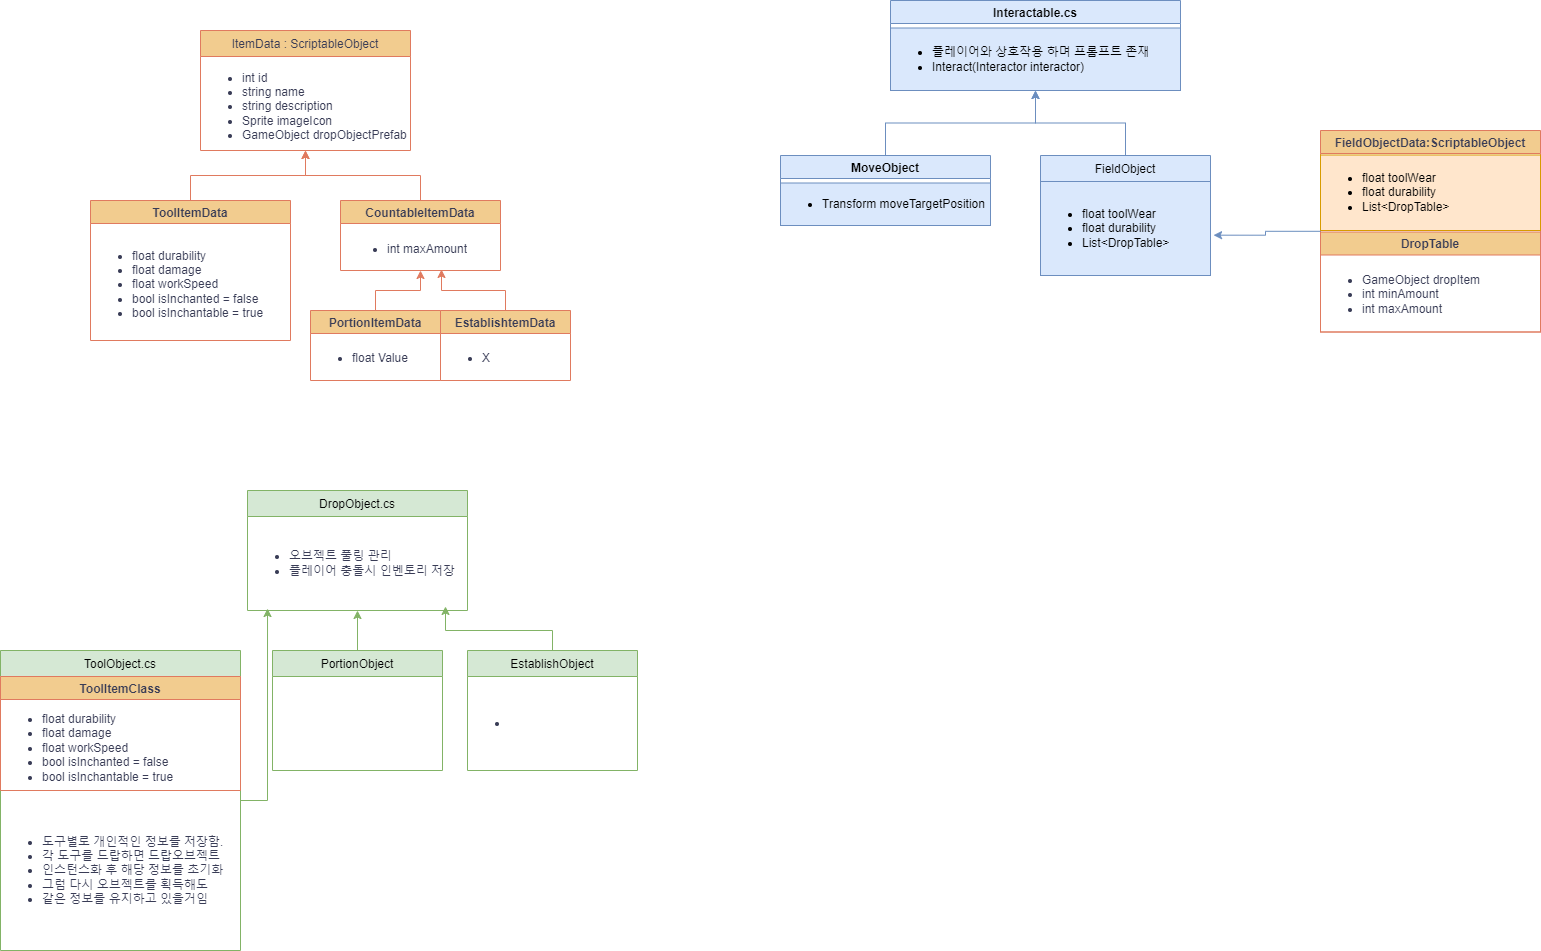 Interactable.cs
플레이어와 상호작용 하며 프롬프트 존재
Interact(Interactor interactor)
ItemData : ScriptableObject
int id
string name
string description
Sprite imageIcon
GameObject dropObjectPrefab
MoveObject
Transform moveTargetPosition
FieldObject
float toolWear
float durability
List<DropTable>
FieldObjectData:ScriptableObject
float toolWear
float durability
List<DropTable>
DropTable
GameObject dropItem
int minAmount
int maxAmount
ToolItemData
float durability
float damage
float workSpeed
bool isInchanted = false
bool isInchantable = true
CountableItemData
int maxAmount
PortionItemData
float Value
EstablishtemData
X
DropObject.cs
오브젝트 풀링 관리
플레이어 충돌시 인벤토리 저장
ToolObject.cs
ToolItemClass
float durability
float damage
float workSpeed
bool isInchanted = false
bool isInchantable = true
도구별로 개인적인 정보를 저장함.
각 도구를 드랍하면 드랍오브젝트
인스턴스화 후 해당 정보를 초기화
그럼 다시 오브젝트를 획득해도
같은 정보를 유지하고 있을거임
PortionObject
EstablishObject